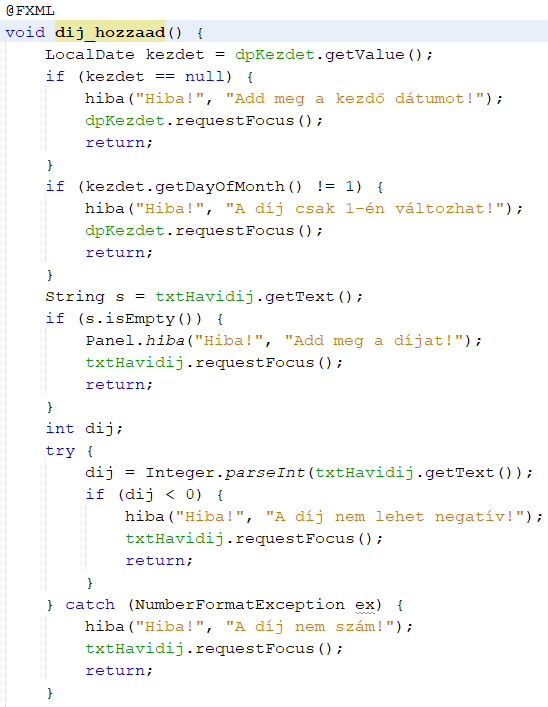 @FXML
void dij_hozzaad() {
    LocalDate kezdet = dpKezdet.getValue();
    if (kezdet == null) {
        hiba("Hiba!", "Add meg a kezdő dátumot!");
        dpKezdet.requestFocus();
        return;
    }
    if (kezdet.getDayOfMonth() != 1) {
        hiba("Hiba!", "A díj csak 1-én változhat!");
        dpKezdet.requestFocus();
        return;
    }
    String s = txtHavidij.getText();
    if (s.isEmpty()) {
        Panel.hiba("Hiba!", "Add meg a díjat!");
        txtHavidij.requestFocus();
        return;
    }
    int dij;
    try {
        dij = Integer.parseInt(txtHavidij.getText());
        if (dij < 0) {
            hiba("Hiba!", "A díj nem lehet negatív!");
            txtHavidij.requestFocus();
            return;
        }
    } catch (NumberFormatException ex) {
        hiba("Hiba!", "A díj nem szám!");
        txtHavidij.requestFocus();
        return;
    }